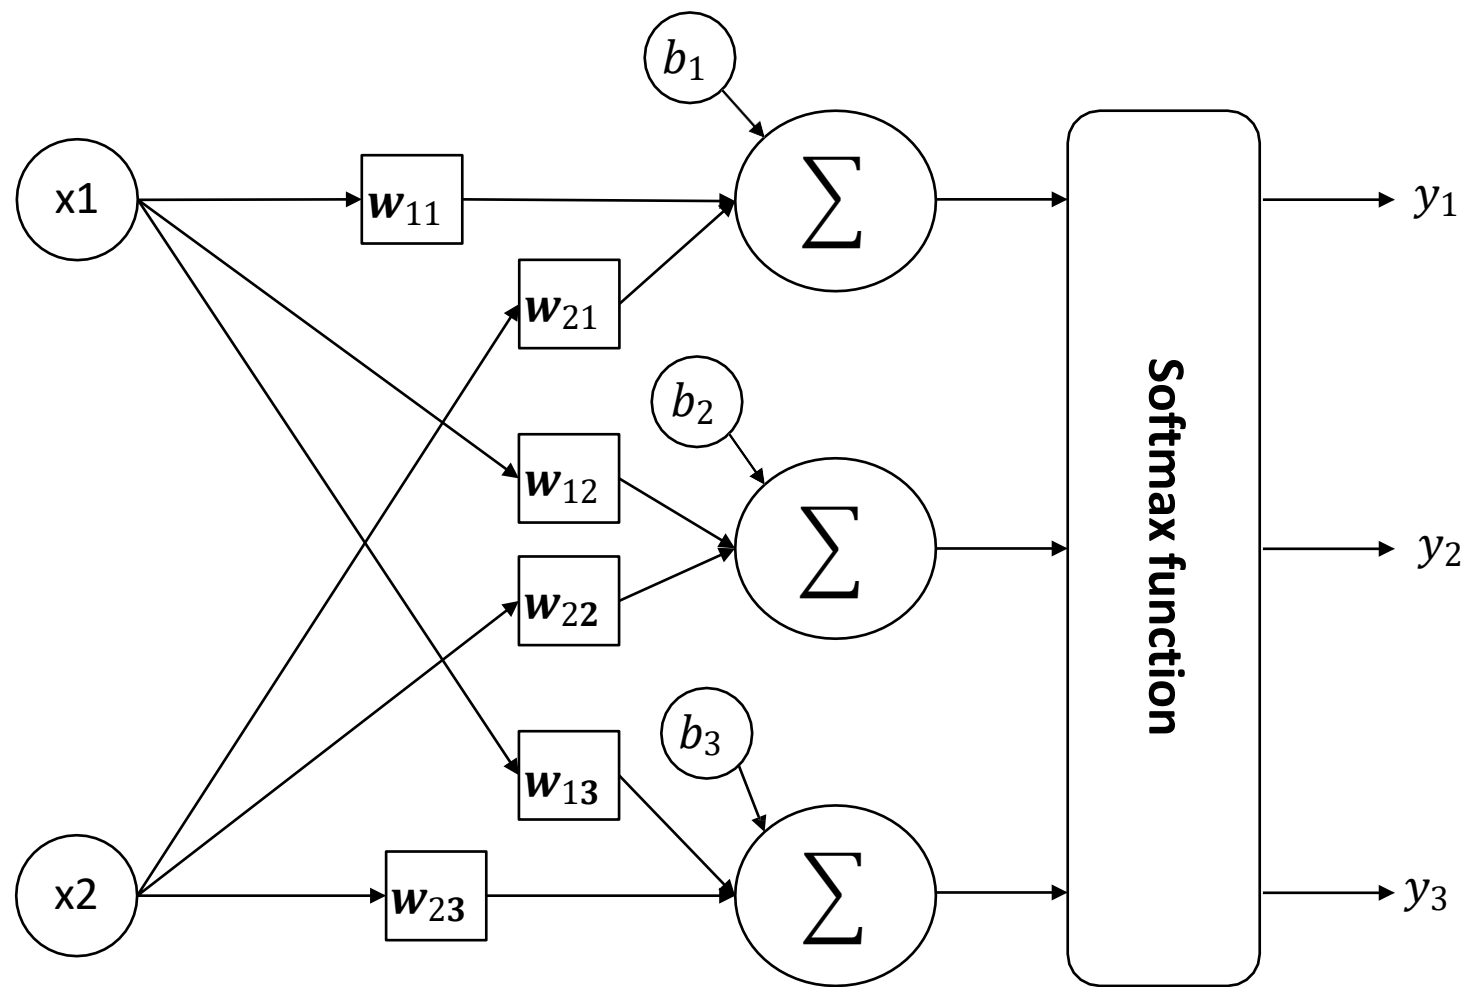 b₁
x1
w₁₁
∑
y₁
w₂₁
b₂
w₁₂
∑
y₂
w₂₂
Softmax function
b₃
w₁₃
x2
w₂₃
∑
y₃